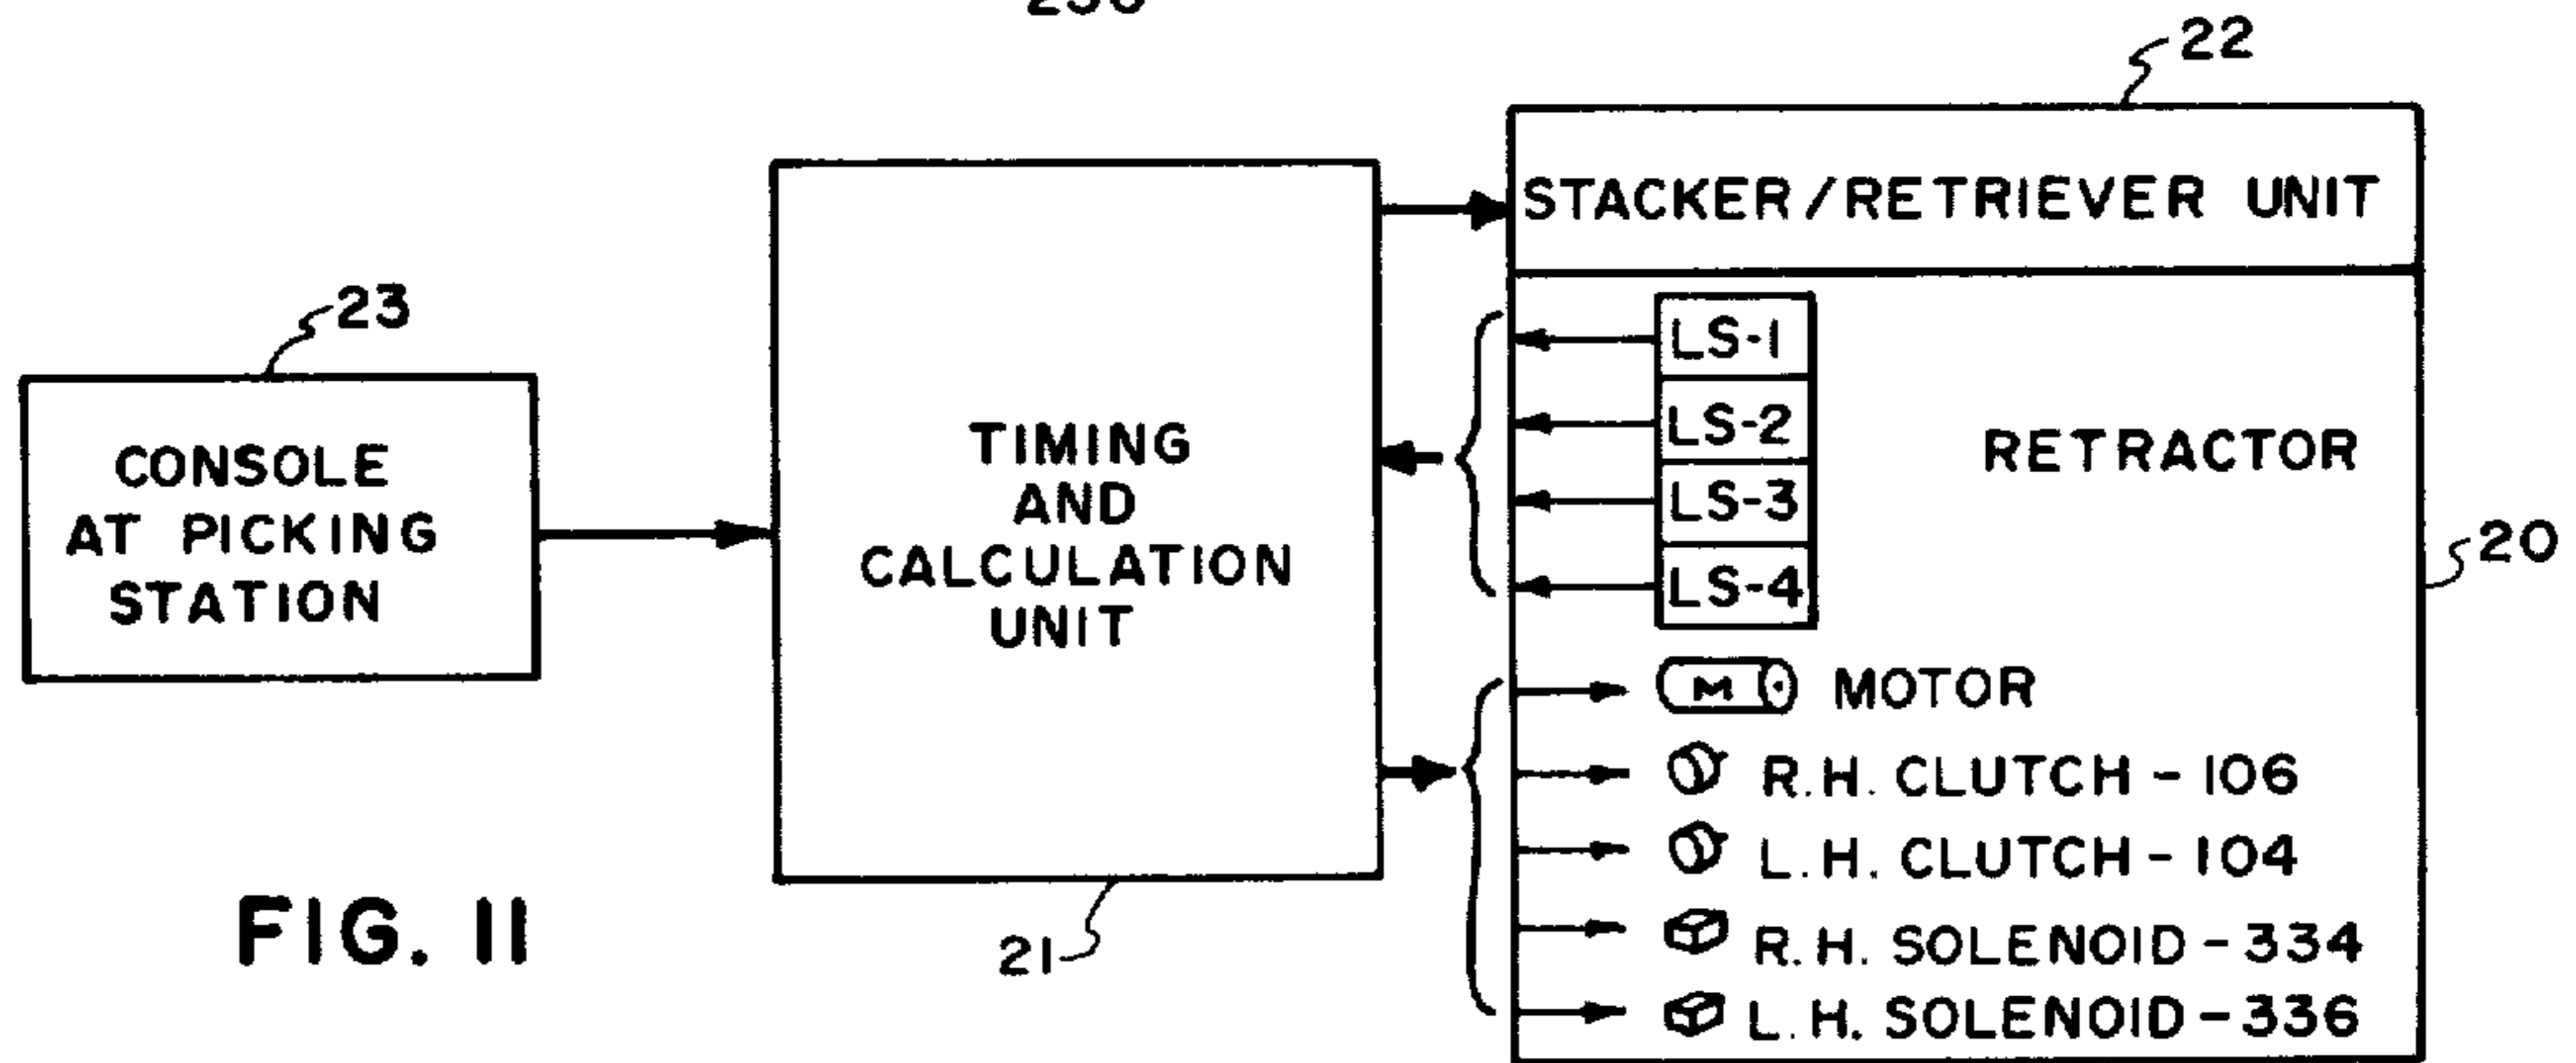 22
STACKER/RETRIEVER UNIT
23
CONSOLE
AT PICKING
STATION
TIMING
AND
CALCULATION
UNIT
21
LS-1
LS-2
LS-3
LS-4
RETRACTOR
20
M MOTOR
R.H. CLUTCH-106
L.H. CLUTCH-104
R.H. SOLENOID-334
L.H. SOLENOID-336
FIG. 11